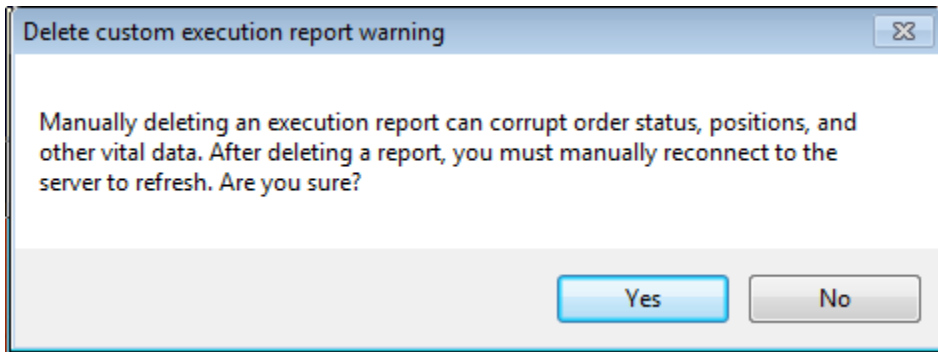 Delete custom execution report warning
Manually deleting an execution report can corrupt order status, positions, and
other vital data. After deleting a report, you must manually reconnect to the
server to refresh. Are you sure?
Yes No